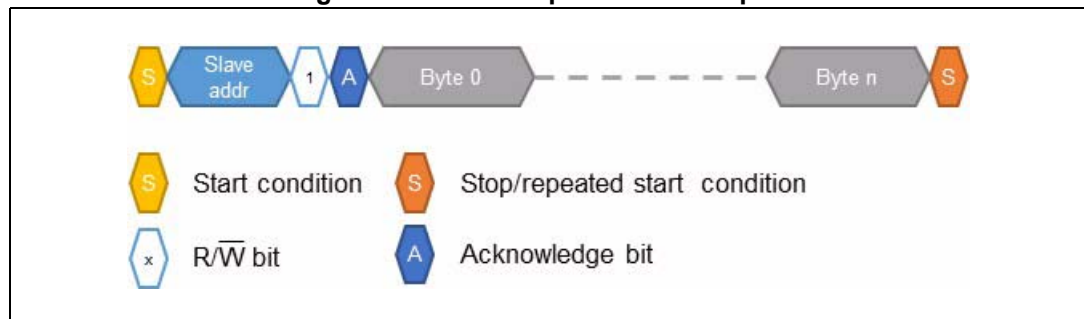 S Slave addr 1 A Byte 0 Byte n S
S Start condition S Stop/repeated start condition
x R/W̅ bit A Acknowledge bit